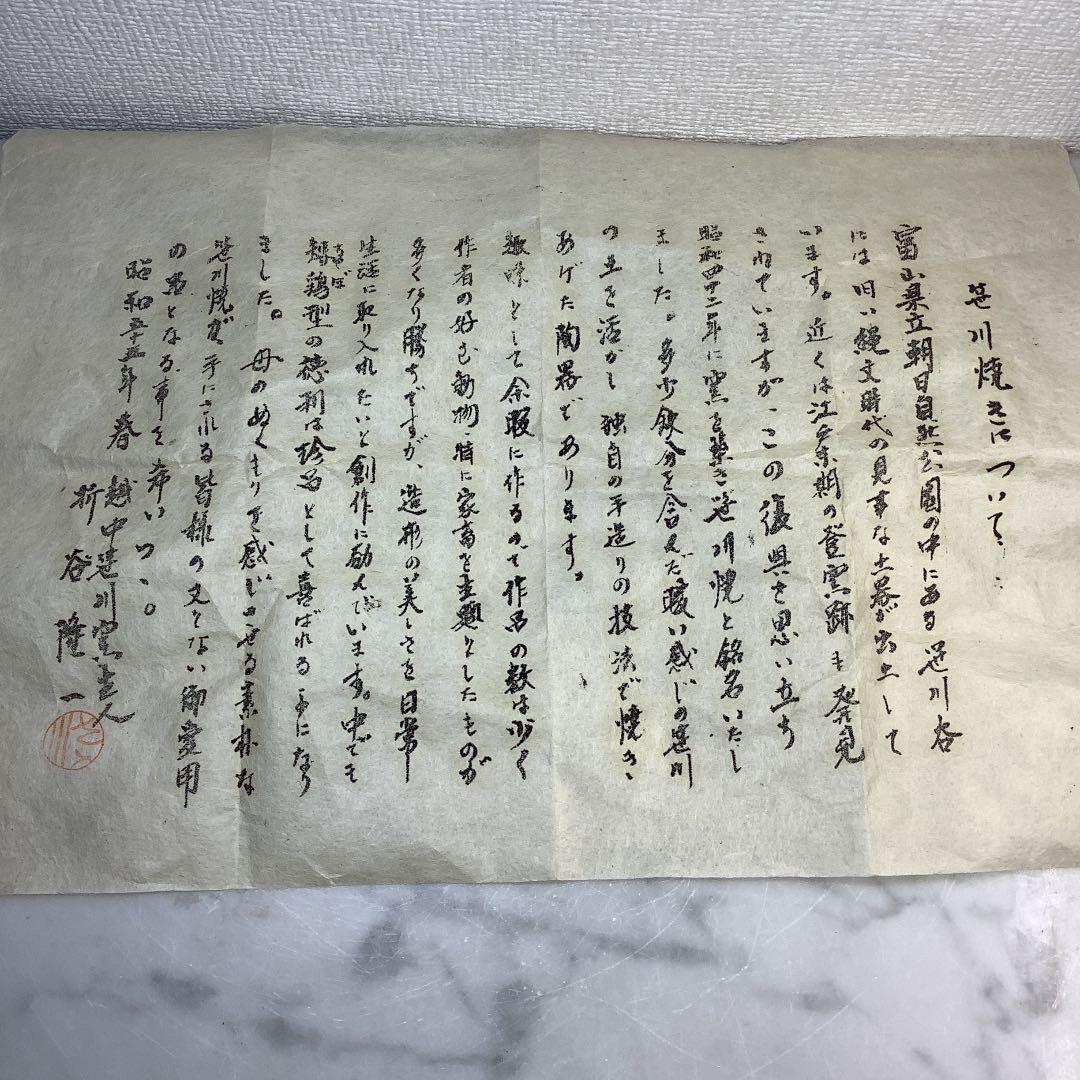 笹川焼きについて
富山県立朝日自然公園の中にある笹川谷
には明い縄文時代の見事な土器が出土して
います。近くは江戸末期の登窯跡も発見
されていますが、この復興を思い立ち
昭和四十二年に窯を築き笹川焼と銘名いたし
ました。多少鉄分を含んだ暖い感じの笹川
の土を活かし 独自の手造りの技法で焼き
あげた陶器であります。
趣味として余暇に作るので作品の数は少く
作者の好む動物 特に家畜を主題としたものが
多くなり勝ちですが、造形の美しさを日常
生活に取り入れたいと創作に励んでいます。中でも
矮鶏型の徳利は珍品として喜ばれる事になり
ちゃぼ
ました。母のぬくもりを感じさせる素朴な
笹川焼が手にされる皆様の又とない御愛用
の品となる事を希いつつ。
昭和五十五年 春 越中笹川窯主人
折谷隆一